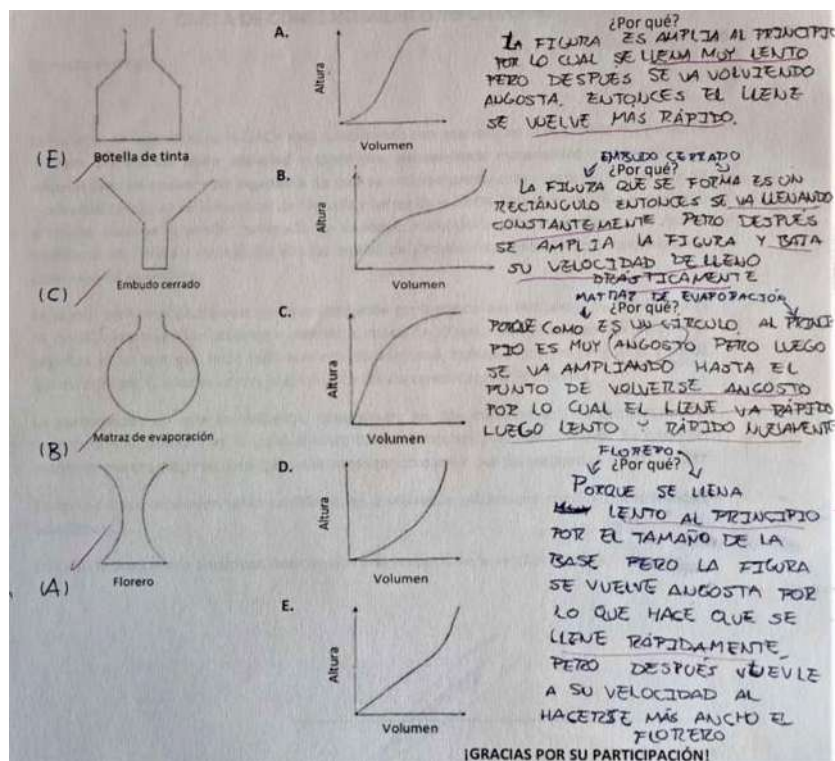 A.
Altura
Volumen
¿Por qué?
LA FIGURA ES AMPLIA AL PRINCIPIO
POR LO CUAL SE LLENA MUY LENTO
PERO DESPUÉS SE VA VOLVIENDO
ANGOSTA. ENTONCES EL LLENE
SE VUELVE MAS RÁPIDO.
(E) Botella de tinta
B.
Altura
Volumen
EMBUDO CERRADO
¿Por qué?
LA FIGURA QUE SE FORMA ES UN
RECTÁNGULO ENTONCES SE VA LLENANDO
CONSTANTEMENTE PERO DESPUÉS
SE AMPLIA LA FIGURA Y BAJA
SU VELOCIDAD DE LLENO
DRÁSTICAMENTE
(C) Embudo cerrado
C.
Altura
Volumen
MATRAZ DE EVAPORACIÓN
¿Por qué?
PORQUE COMO ES UN CÍRCULO, AL PRINCI-
PIO ES MUY ANGOSTO PERO LUEGO
SE VA AMPLIANDO HASTA EL
PUNTO DE VOLVERSE ANGOSTO
POR LO CUAL EL LLENE VA RÁPIDO
LUEGO LENTO Y RÁPIDO NUEVAMENTE
(B) Matraz de evaporación
D.
Altura
Volumen
FLORERO
¿Por qué?
PORQUE SE LLENA
LENTO AL PRINCIPIO
POR EL TAMAÑO DE LA
BASE PERO LA FIGURA
SE VUELVE ANGOSTA POR
LO QUE HACE QUE SE
LLENE RÁPIDAMENTE,
PERO DESPUÉS VUEVLE
A SU VELOCIDAD AL
HACERSE MÁS ANCHO EL
FLORERO
(A) Florero
E.
Altura
Volumen
¡GRACIAS POR SU PARTICIPACIÓN!